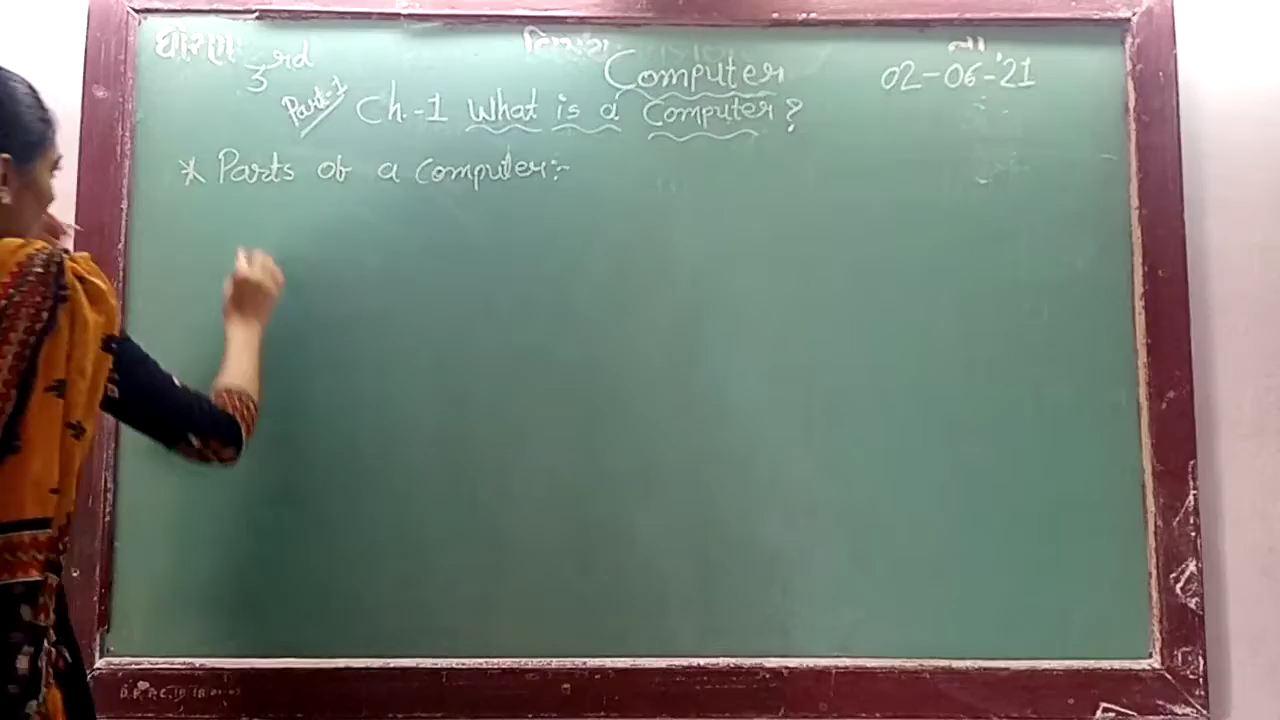 ધોરણ 3rd વિષય Computer તા 02-06-'21
Part-1 Ch.-1 What is a Computer?
* Parts of a computer:-